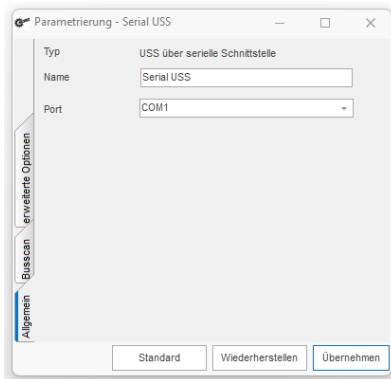 Parametrierung - Serial USS
Typ
USS über serielle Schnittstelle
Name
Serial USS
Port
COM1
erweiterte Optionen
Busscan
Allgemein
Standard
Wiederherstellen
Übernehmen